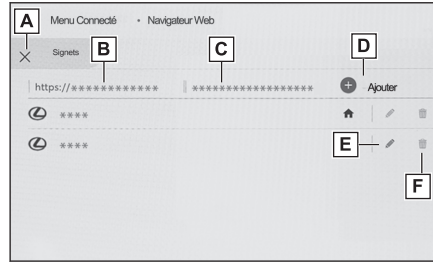 A Menu Connecté • Navigateur Web
Signets B C D
https://************* ***************** Ajouter
****
****
E
F